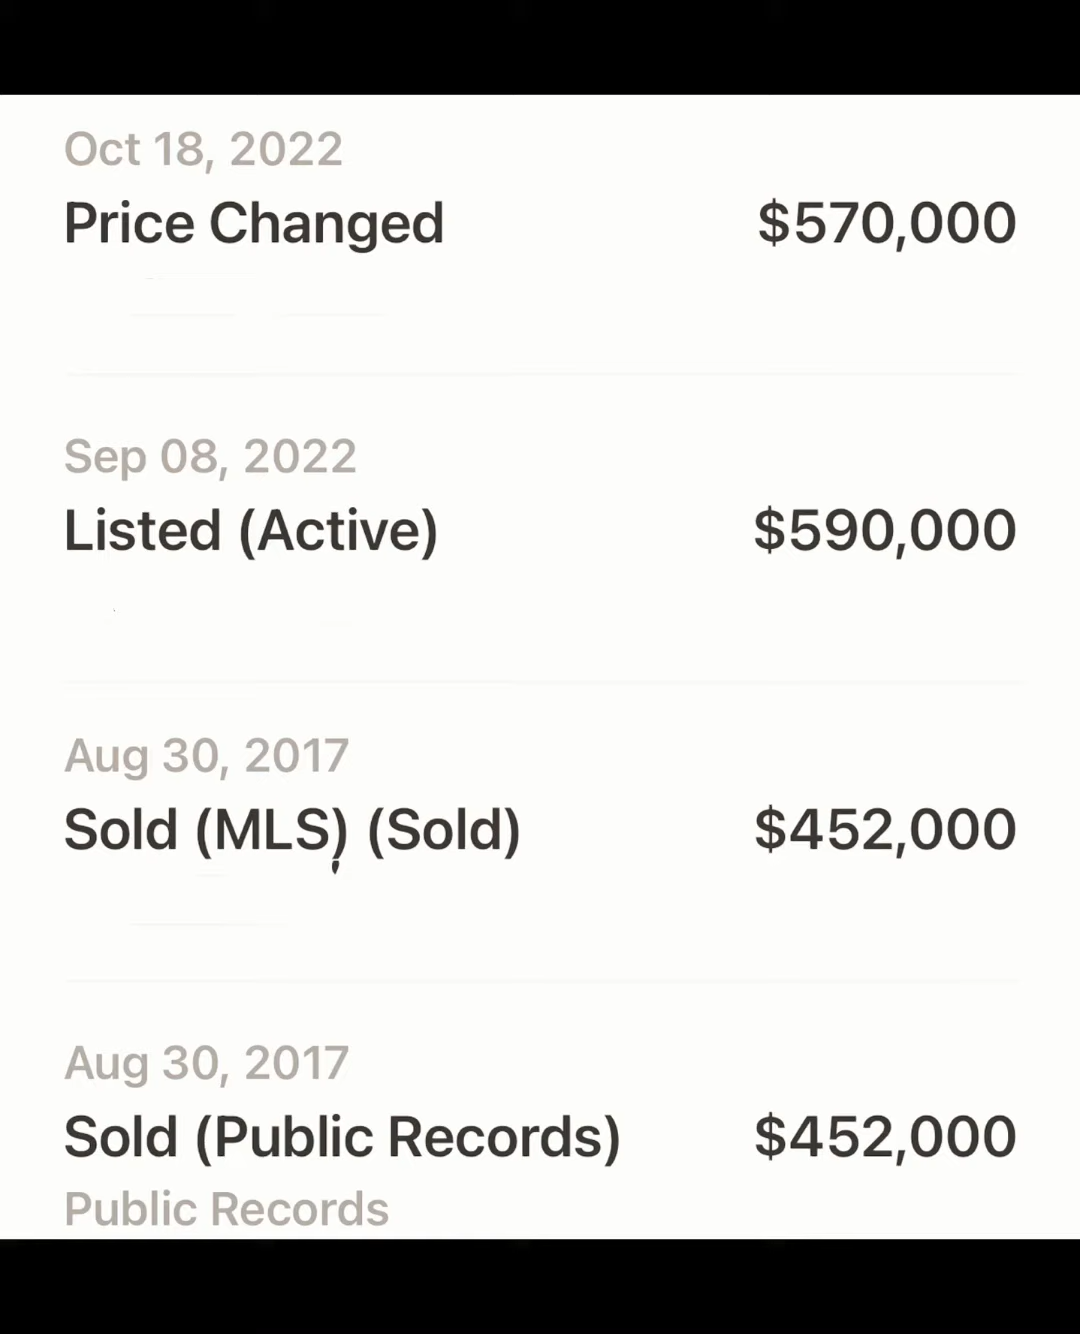 Oct 18, 2022
Price Changed $570,000
Sep 08, 2022
Listed (Active) $590,000
Aug 30, 2017
Sold (MLS) (Sold) $452,000
Aug 30, 2017
Sold (Public Records) $452,000
Public Records